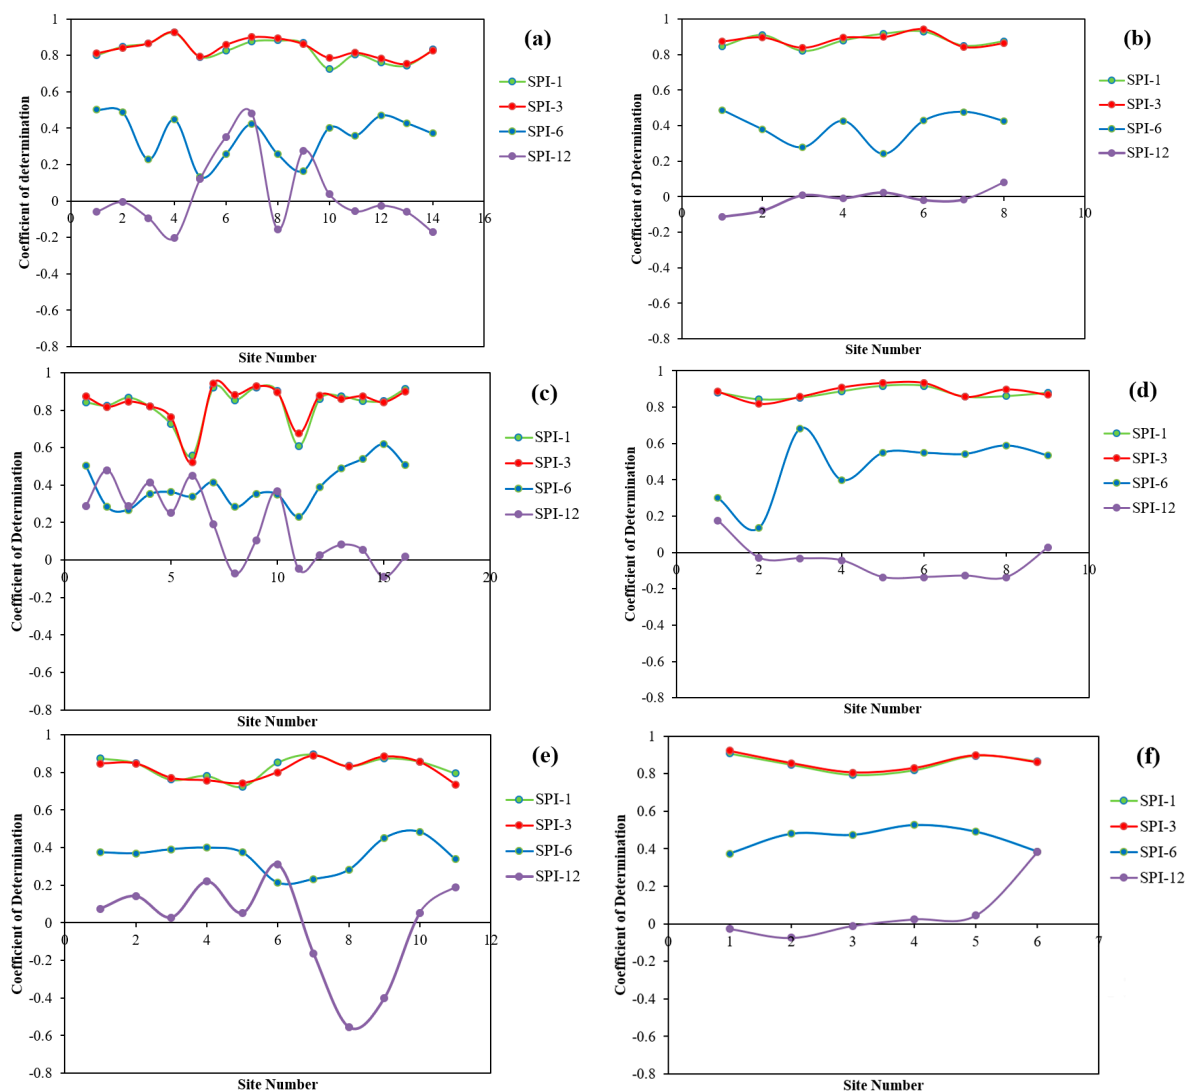 (a)
1
0.8
0.6
0.4
0.2
0
-0.2
-0.4
-0.6
-0.8
0 2 4 6 8 10 12 14 16
Coefficient of determination
Site Number
SPI-1
SPI-3
SPI-6
SPI-12
(b)
1
0.8
0.6
0.4
0.2
0
-0.2
-0.4
-0.6
-0.8
0 2 4 6 8 10
Coefficient of Determination
Site Number
SPI-1
SPI-3
SPI-6
SPI-12
(c)
1
0.8
0.6
0.4
0.2
0
-0.2
-0.4
-0.6
-0.8
0 5 10 15 20
Coefficient of Determination
Site Number
SPI-1
SPI-3
SPI-6
SPI-12
(d)
1
0.8
0.6
0.4
0.2
0
-0.2
-0.4
-0.6
-0.8
0 2 4 6 8 10
Coefficient of Determination
Site Number
SPI-1
SPI-3
SPI-6
SPI-12
(e)
1
0.8
0.6
0.4
0.2
0
-0.2
-0.4
-0.6
-0.8
0 2 4 6 8 10 12
Coefficient of Determination
Site Number
SPI-1
SPI-3
SPI-6
SPI-12
(f)
1
0.8
0.6
0.4
0.2
0
-0.2
-0.4
-0.6
-0.8
0 1 2 3 4 5 6 7
Coefficient of Determination
Site Number
SPI-1
SPI-3
SPI-6
SPI-12